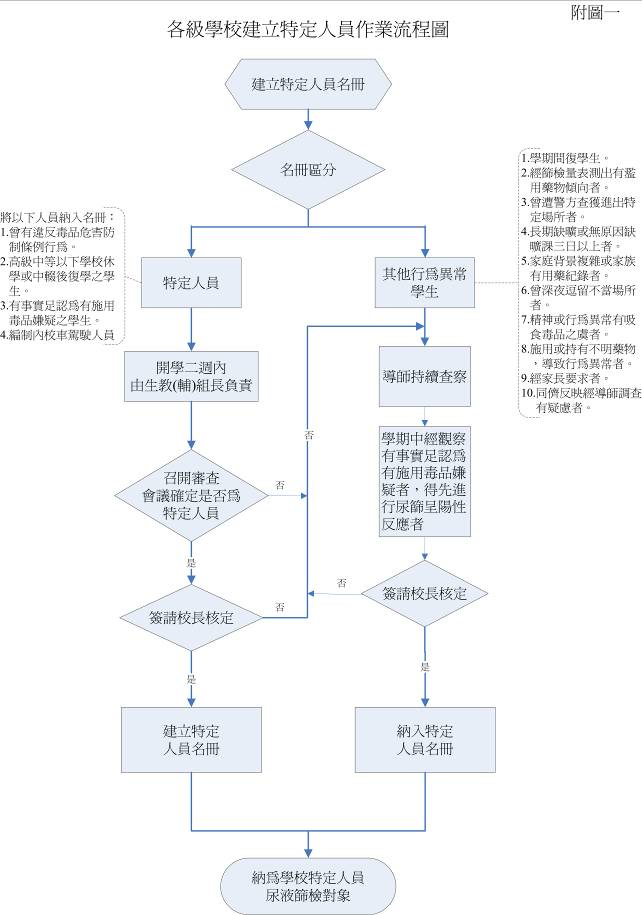 附圖一
各級學校建立特定人員作業流程圖
建立特定人員名冊
名冊區分
將以下人員納入名冊：
1.曾有違反毒品危害防
制條例行為。
2.高級中等以下學校休
學或中輟後復學之學
生。
3.有事實足認為有施用
毒品嫌疑之學生。
4.編制內校車駕駛人員
特定人員
其他行為異常
學生
1.學期間復學生。
2.經篩檢量表測出有濫
用藥物傾向者。
3.曾遭警方查獲進出特
定場所者。
4.長期缺曠或無原因缺
曠課三日以上者。
5.家庭背景複雜或家族
有用藥紀錄者。
6.曾深夜逗留不當場所
者。
7.精神或行為異常有吸
食毒品之虞者。
8.施用或持有不明藥物
，導致行為異常者。
9.經家長要求者。
10.同儕反映經導師調查
有疑慮者。
開學二週內
由生教(輔)組長負責
導師持續查察
否
學期中經觀察
有事實足認為
有施用毒品嫌
疑者，得先進
行尿篩呈陽性
反應者
召開審查
會議確定是否為
特定人員
否
是
簽請校長核定
否
否
簽請校長核定
是
是
建立特定
人員名冊
納入特定
人員名冊
納為學校特定人員
尿液篩檢對象